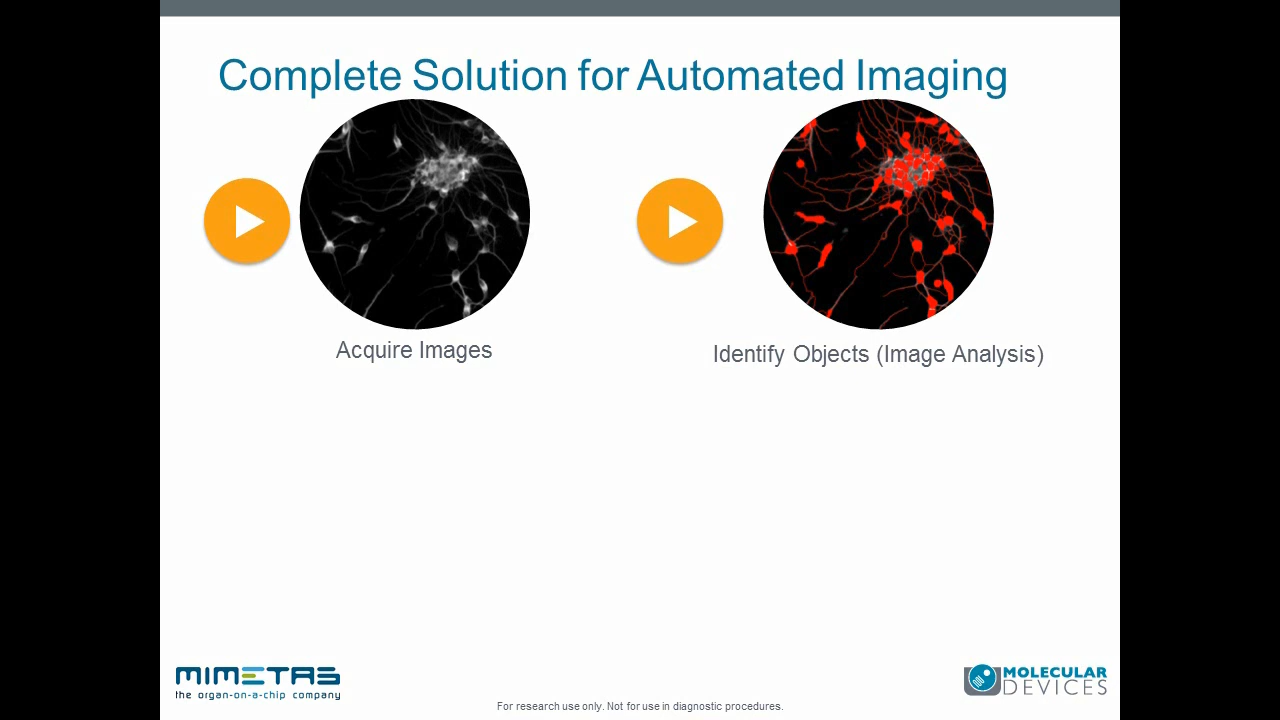 Complete Solution for Automated Imaging
Acquire Images
Identify Objects (Image Analysis)
MIMETAS
the organ-on-a-chip company
MOLECULAR
DEVICES
For research use only. Not for use in diagnostic procedures.